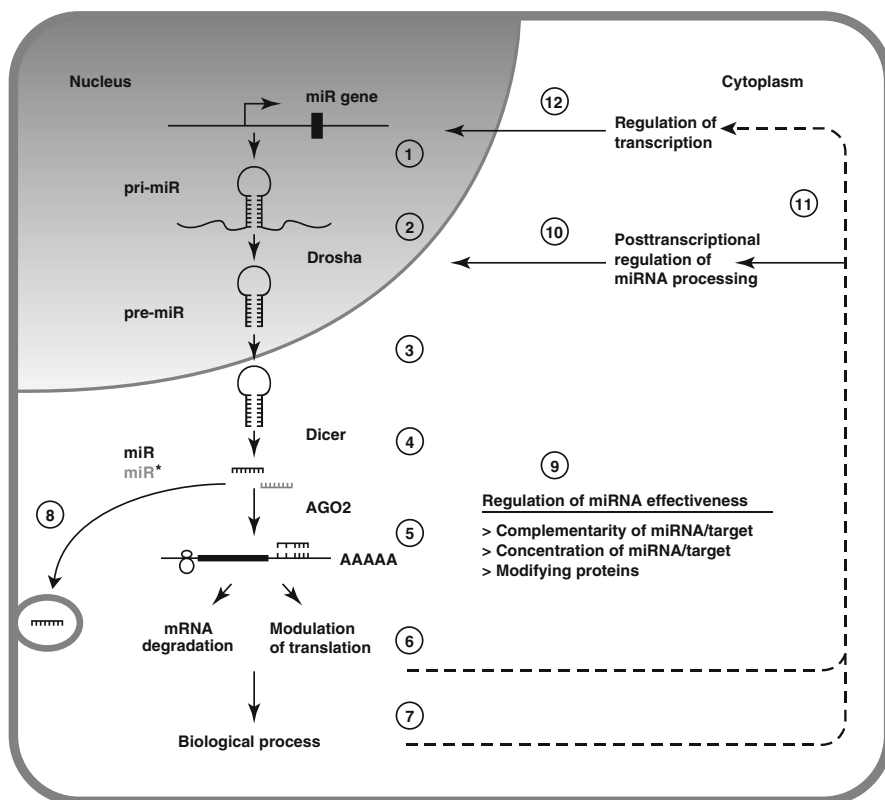 Nucleus
Cytoplasm
miR gene
12
Regulation of
transcription
1
pri-miR
11
2
10
Posttranscriptional
regulation of
miRNA processing
Drosha
pre-miR
3
Dicer
4
miR
miR*
9
Regulation of miRNA effectiveness
> Complementarity of miRNA/target
> Concentration of miRNA/target
> Modifying proteins
8
AGO2
5
AAAAA
mRNA
degradation
Modulation
of translation
6
7
Biological process